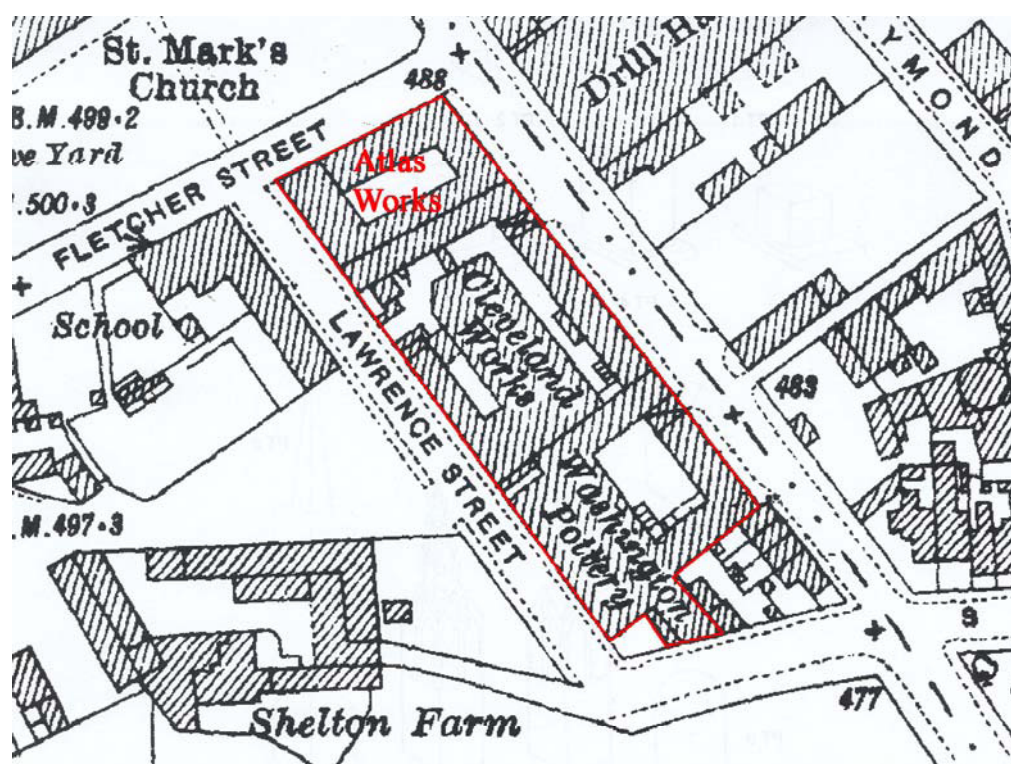 St. Mark's
Church
B.M.499·2
ve Yard
.500·3
FLETCHER STREET
488
Atlas
Works
Drill Ha
YMOND
School
LAWRENCE STREET
Cleveland
Works
483
Washington
Pottery
.M.497·3
Shelton Farm
477
S